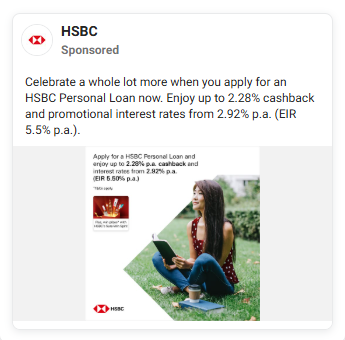 HSBC
Sponsored
Celebrate a whole lot more when you apply for an
HSBC Personal Loan now. Enjoy up to 2.28% cashback
and promotional interest rates from 2.92% p.a. (EIR
5.5% p.a.).
Apply for a HSBC Personal Loan and
enjoy up to 2.28% p.a. cashback and
interest rates from 2.92% p.a.
(EIR 5.50% p.a.)
HSBC